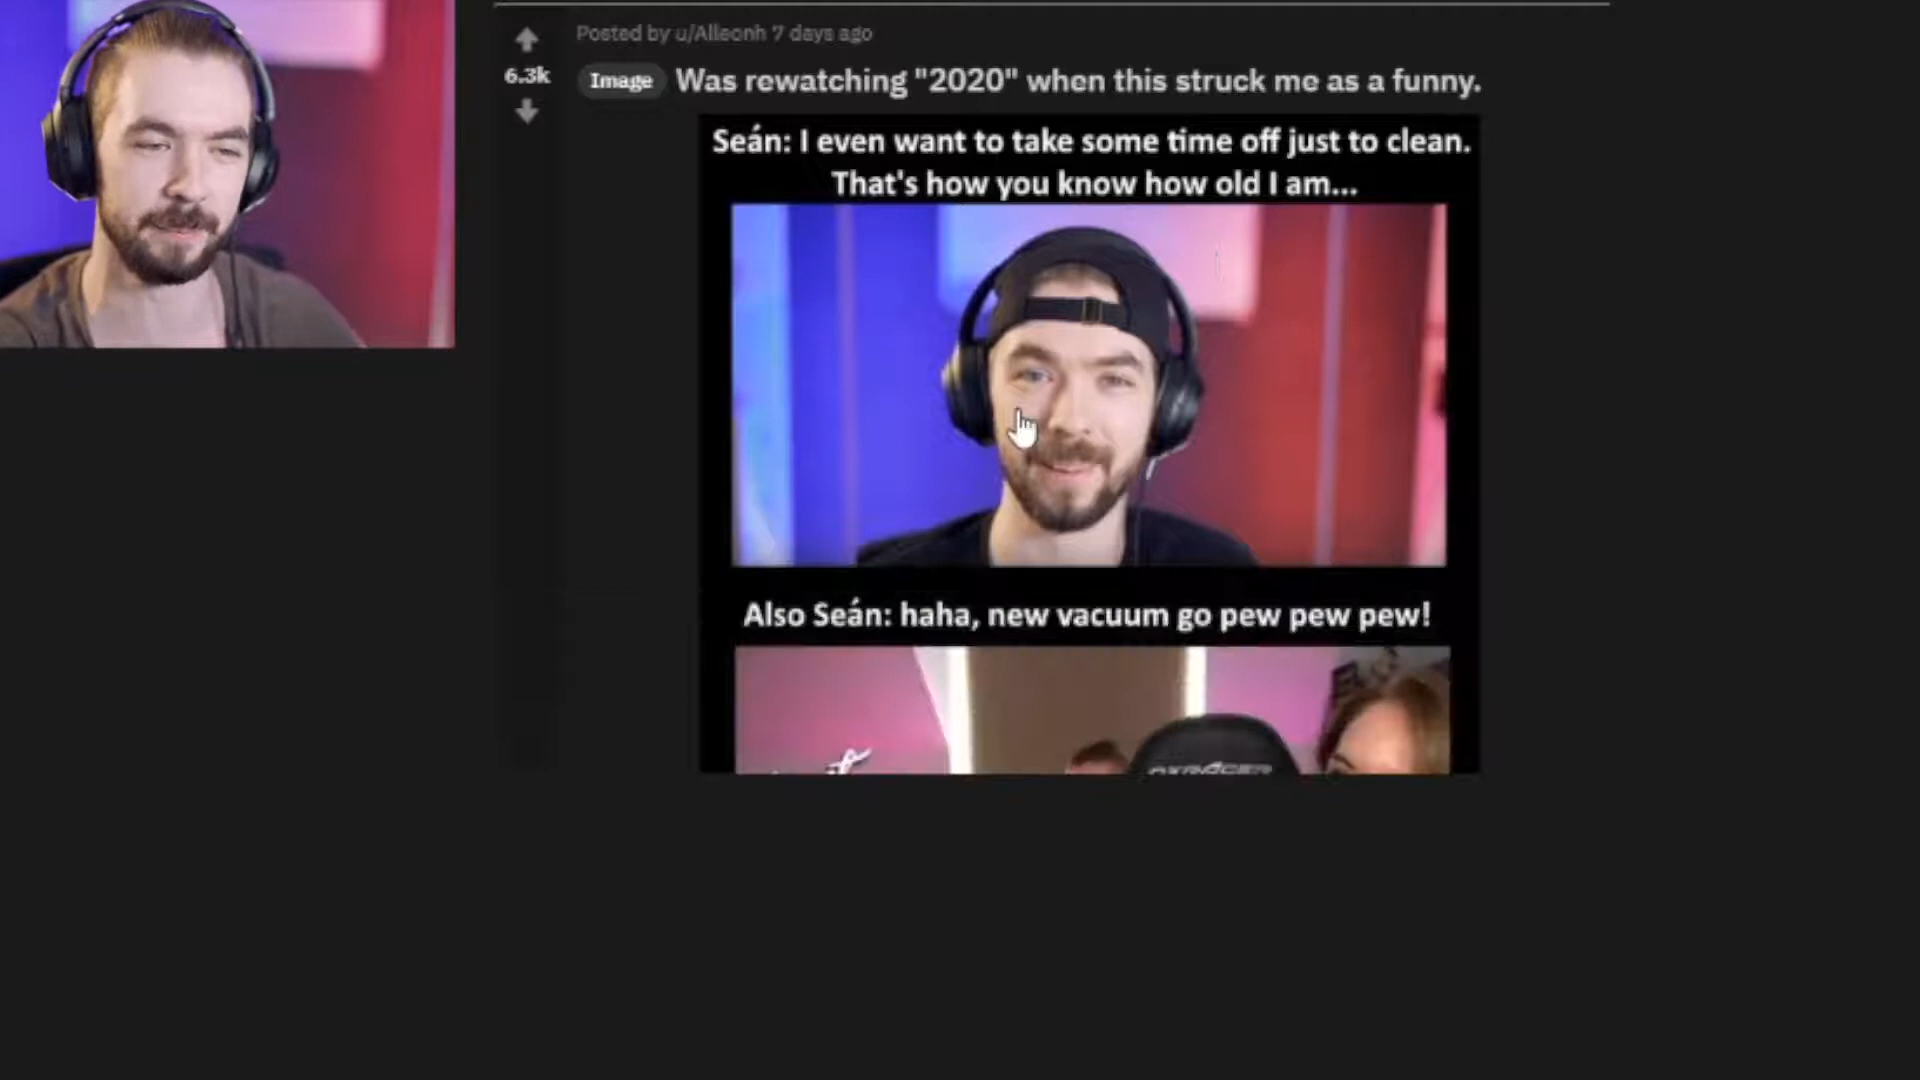 Posted by u/Alleonh 7 days ago
6.3k
Image Was rewatching "2020" when this struck me as a funny.
Seán: I even want to take some time off just to clean.
That's how you know how old I am...
Also Seán: haha, new vacuum go pew pew pew!
DXRACER